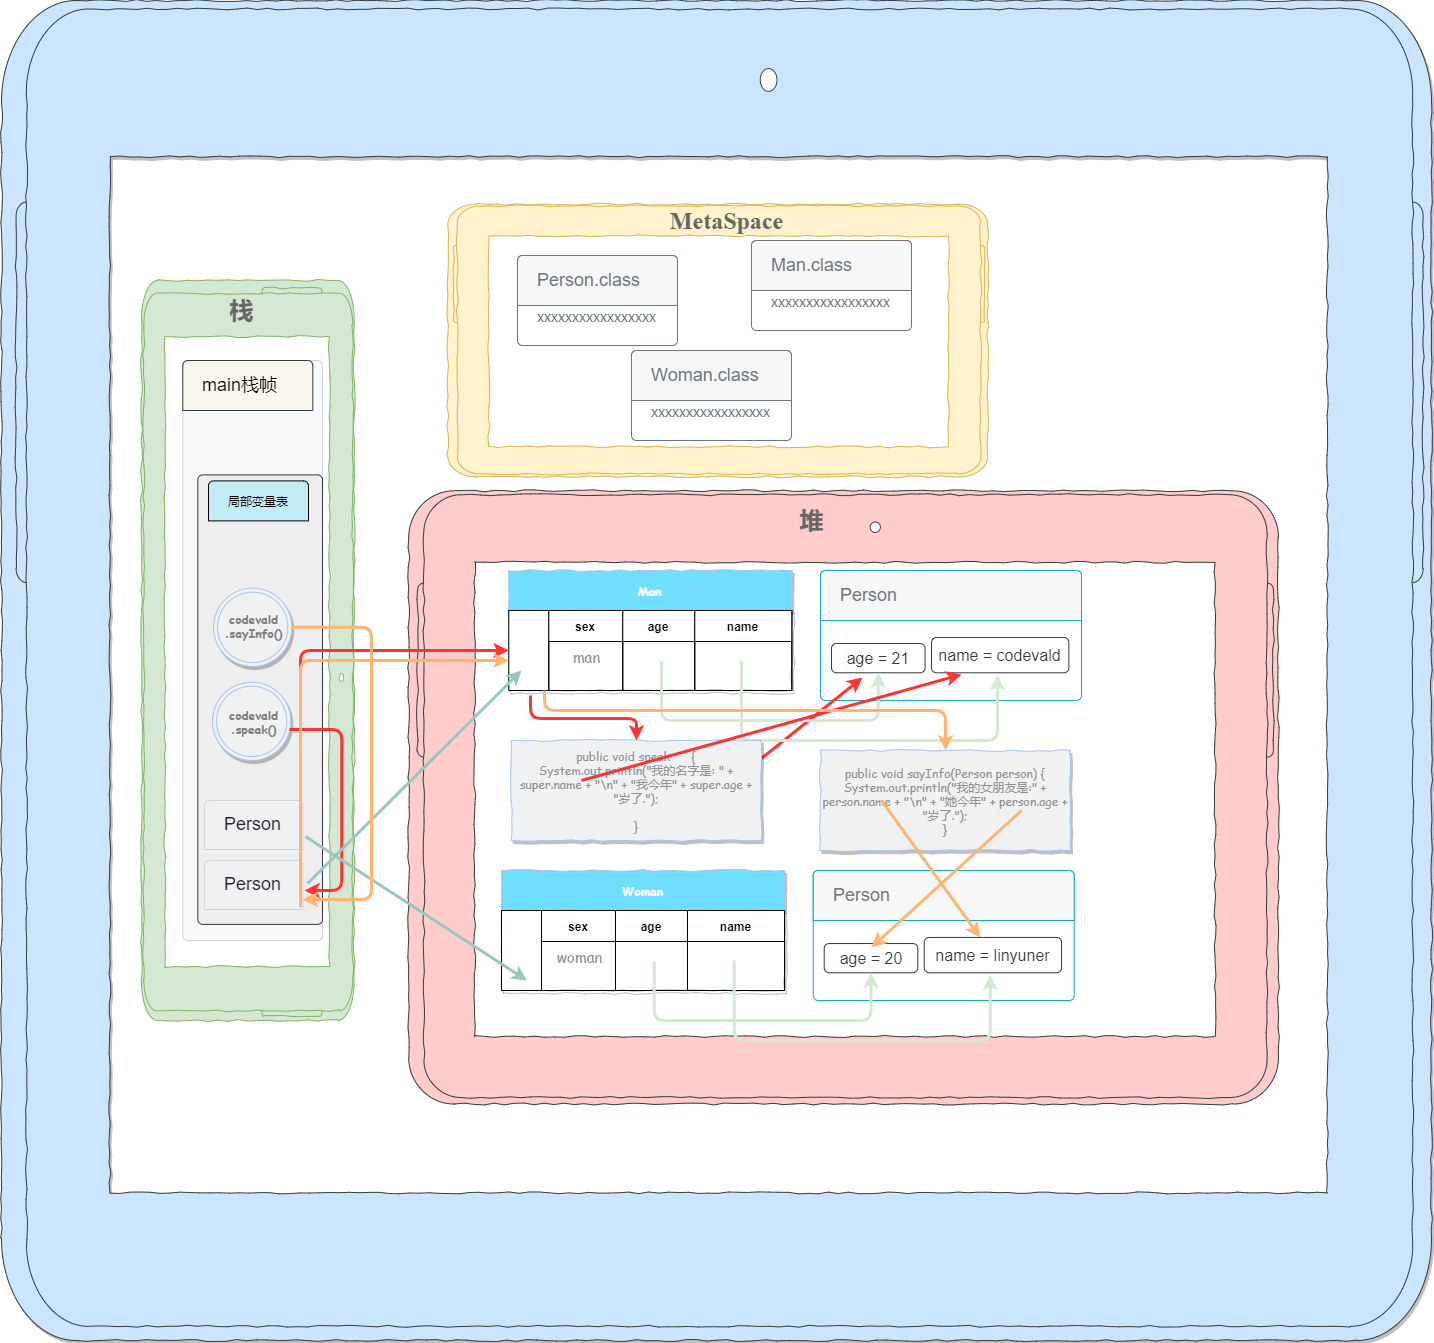 MetaSpace
Person.class
xxxxxxxxxxxxxxxxx
Man.class
xxxxxxxxxxxxxxxxx
Woman.class
xxxxxxxxxxxxxxxxx
栈
main栈帧
局部变量表
codevald
.sayInfo()
codevald
.speak()
Person
Person
堆
Man
sex age name
man
Person
age = 21
name = codevald
public void speak {
System.out.println("我的名字是: " +
super.name + "\n" + "我今年" + super.age +
"岁了.");
}
public void sayInfo(Person person) {
System.out.println("我的女朋友是:" +
person.name + "\n" + "她今年" + person.age +
"岁了.");
}
Woman
sex age name
woman
Person
age = 20
name = linyuner